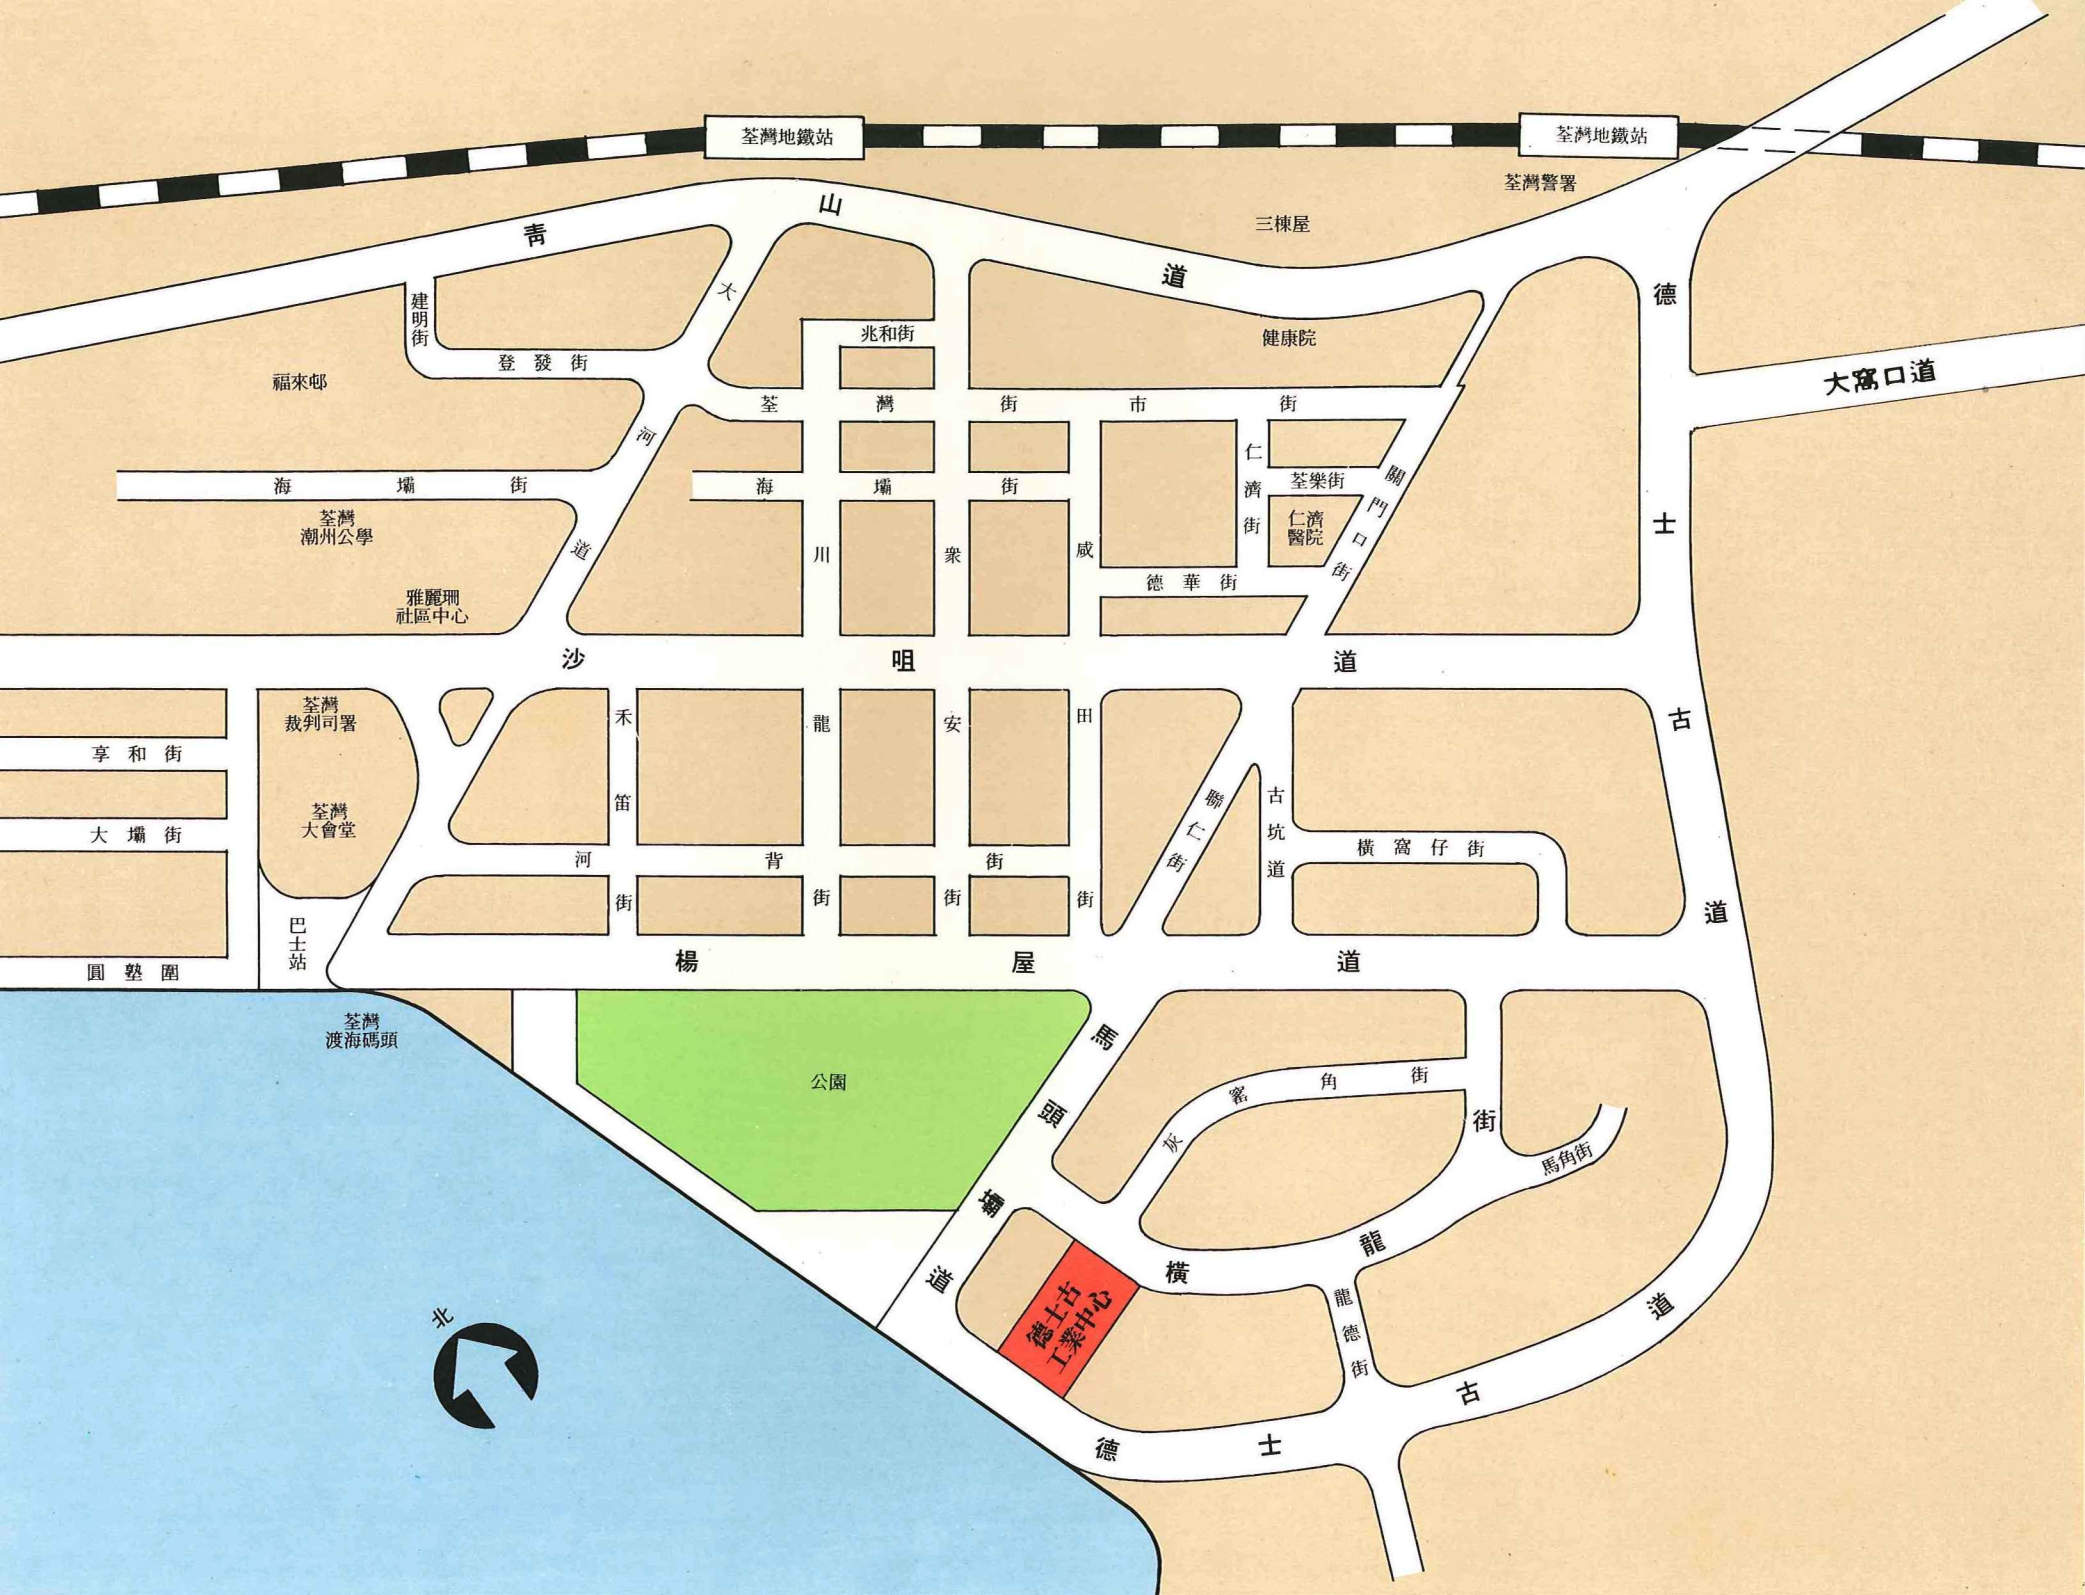 荃灣地鐵站
荃灣地鐵站
荃灣警署
三棟屋
青山道
德士古道
大窩口道
建明街
登發街
大河道
兆和街
健康院
福來邨
荃灣街市街
海壩街
海壩街
仁濟街
荃樂街
仁濟
醫院
關門口街
德華街
荃灣
潮州公學
雅麗珊
社區中心
川龍街
衆安街
咸田街
沙咀道
荃灣
裁判司署
享和街
荃灣
大會堂
大壩街
禾笛街
河背街
聯仁街
古坑道
橫窩仔街
巴士站
圓墊圍
楊屋道
荃灣
渡海碼頭
公園
馬頭壩道
灰窰角街
馬角街
橫龍街
德士古
工業中心
龍德街
德士古道
北